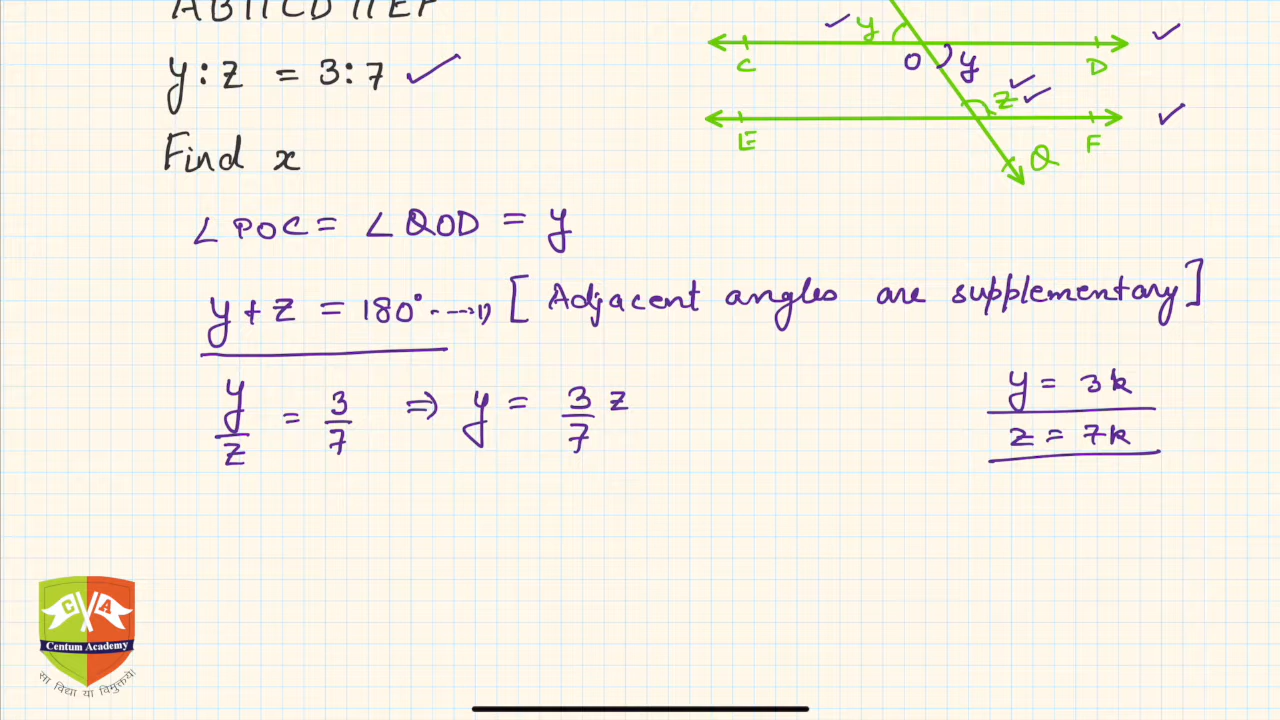 AB || CD || EF
y : z = 3 : 7
Find x
∠POC = ∠QOD = y
y + z = 180° ....(1) [Adjacent angles are supplementary]
y/z = 3/7 ⇒ y = 3/7 z
y = 3k
z = 7k
y
C
O
y
D
z
E
F
Q
C A
Centum Academy
सा विद्या या विमुक्तये।